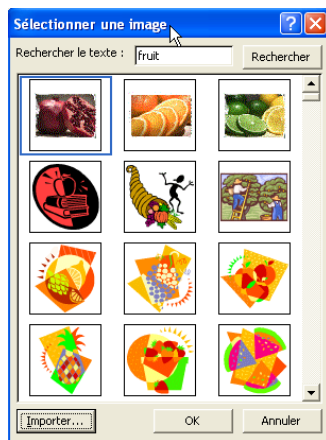 Sélectionner une image
Rechercher le texte : fruit Rechercher
Importer... OK Annuler